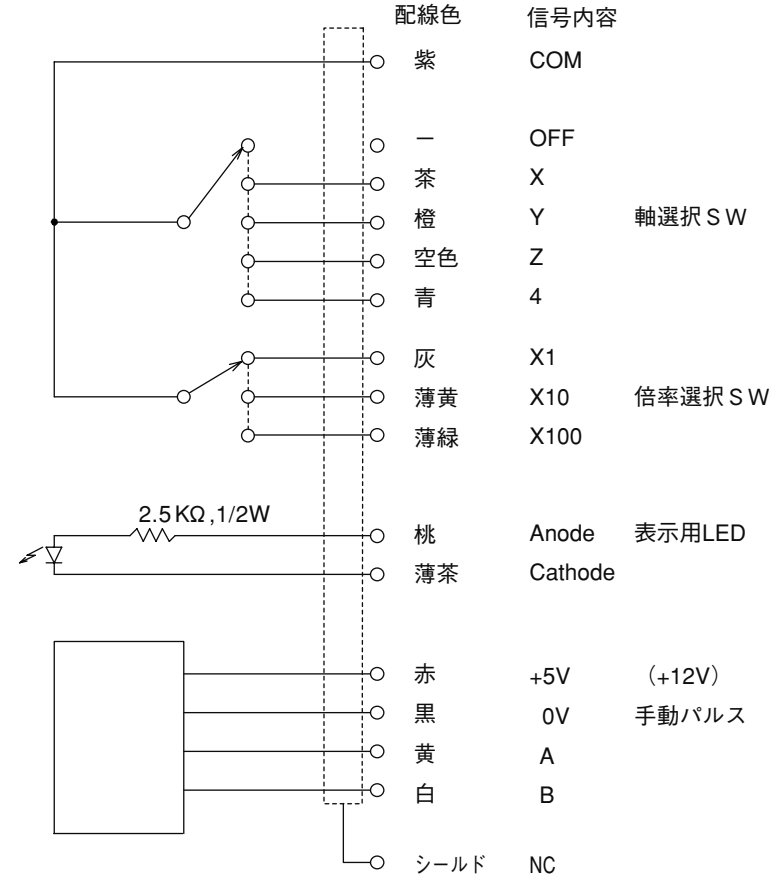 配線色 信号内容
紫 COM
ー OFF
茶 X
橙 Y 軸選択ＳＷ
空色 Z
青 4
灰 X1
薄黄 X10 倍率選択ＳＷ
薄緑 X100
2.5KΩ,1/2W
桃 Anode 表示用LED
薄茶 Cathode
赤 +5V （+12V）
黒 0V 手動パルス
黄 A
白 B
シールド NC